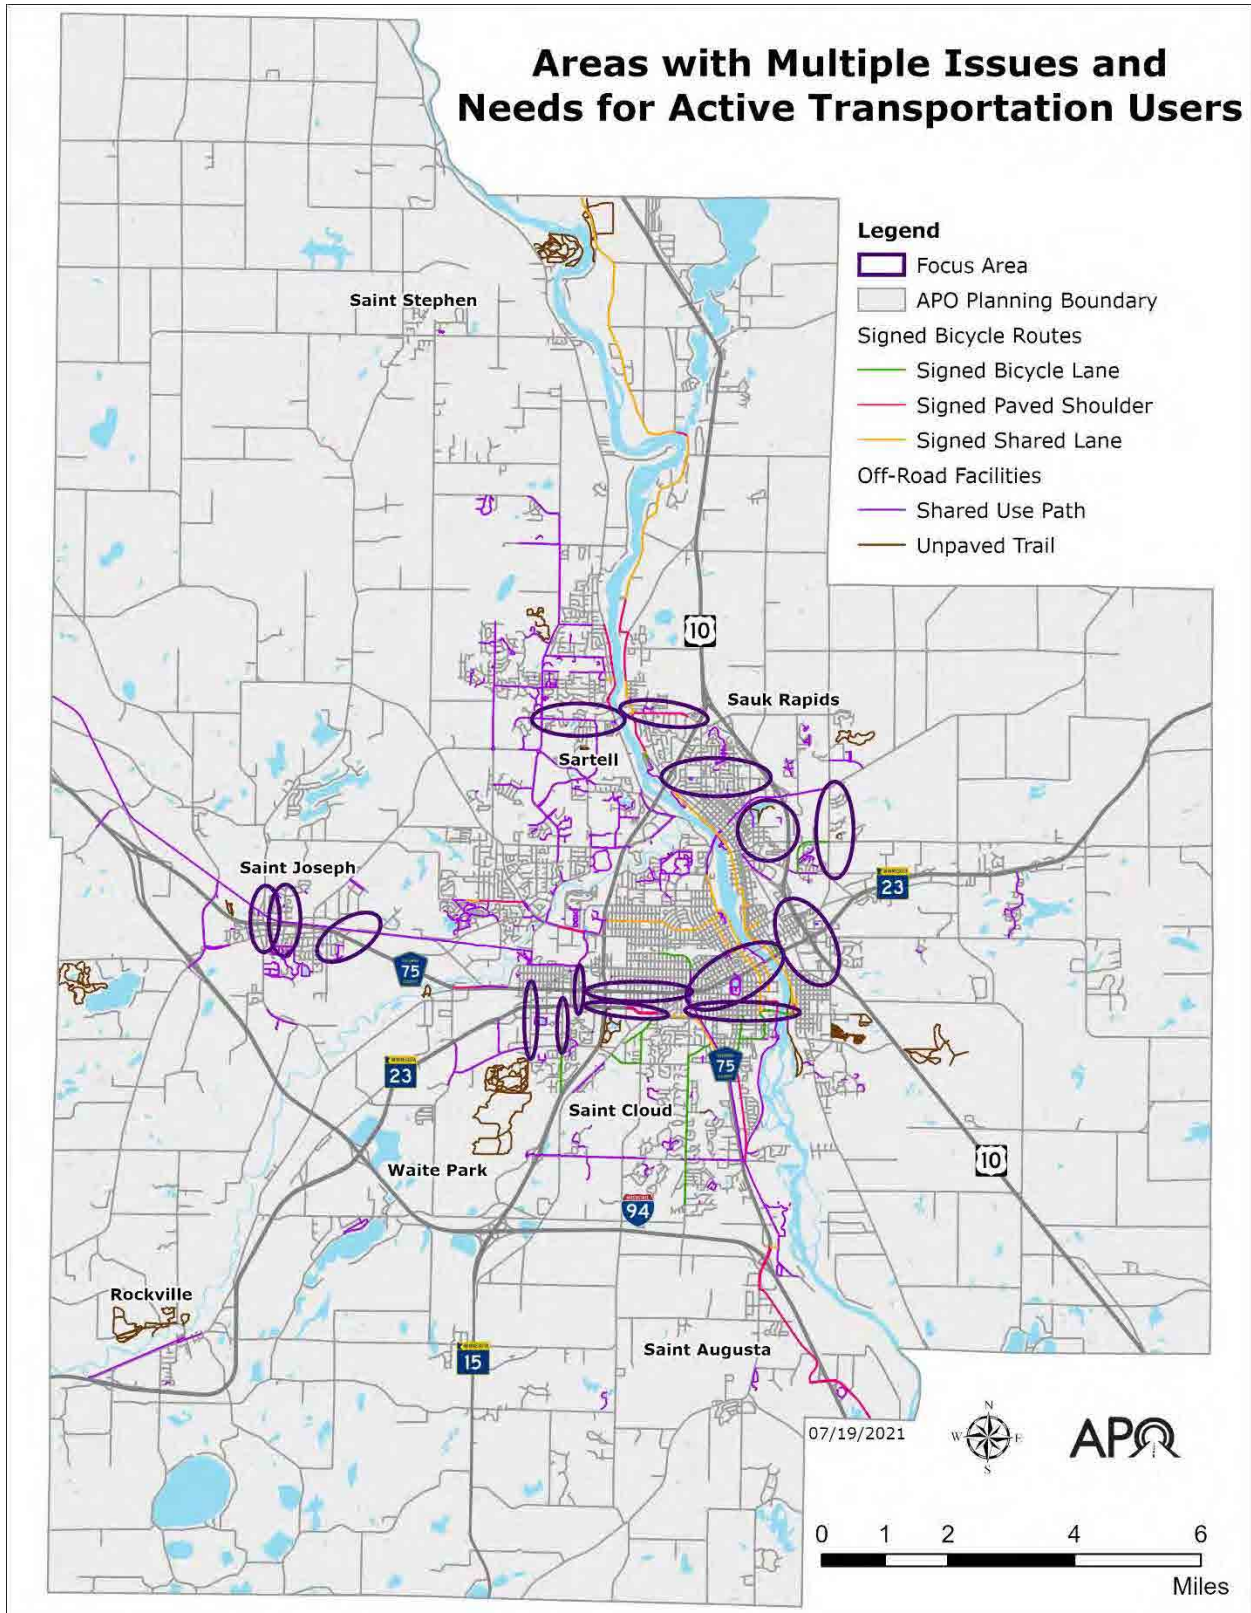 Areas with Multiple Issues and
Needs for Active Transportation Users
Legend
Focus Area
APO Planning Boundary
Signed Bicycle Routes
Signed Bicycle Lane
Signed Paved Shoulder
Signed Shared Lane
Off-Road Facilities
Shared Use Path
Unpaved Trail
Saint Stephen
10
Sauk Rapids
Sartell
Saint Joseph
23
75
23
75
Saint Cloud
10
Waite Park
94
Rockville
15
Saint Augusta
07/19/2021
N
W E
S
APO
0 1 2 4 6
Miles